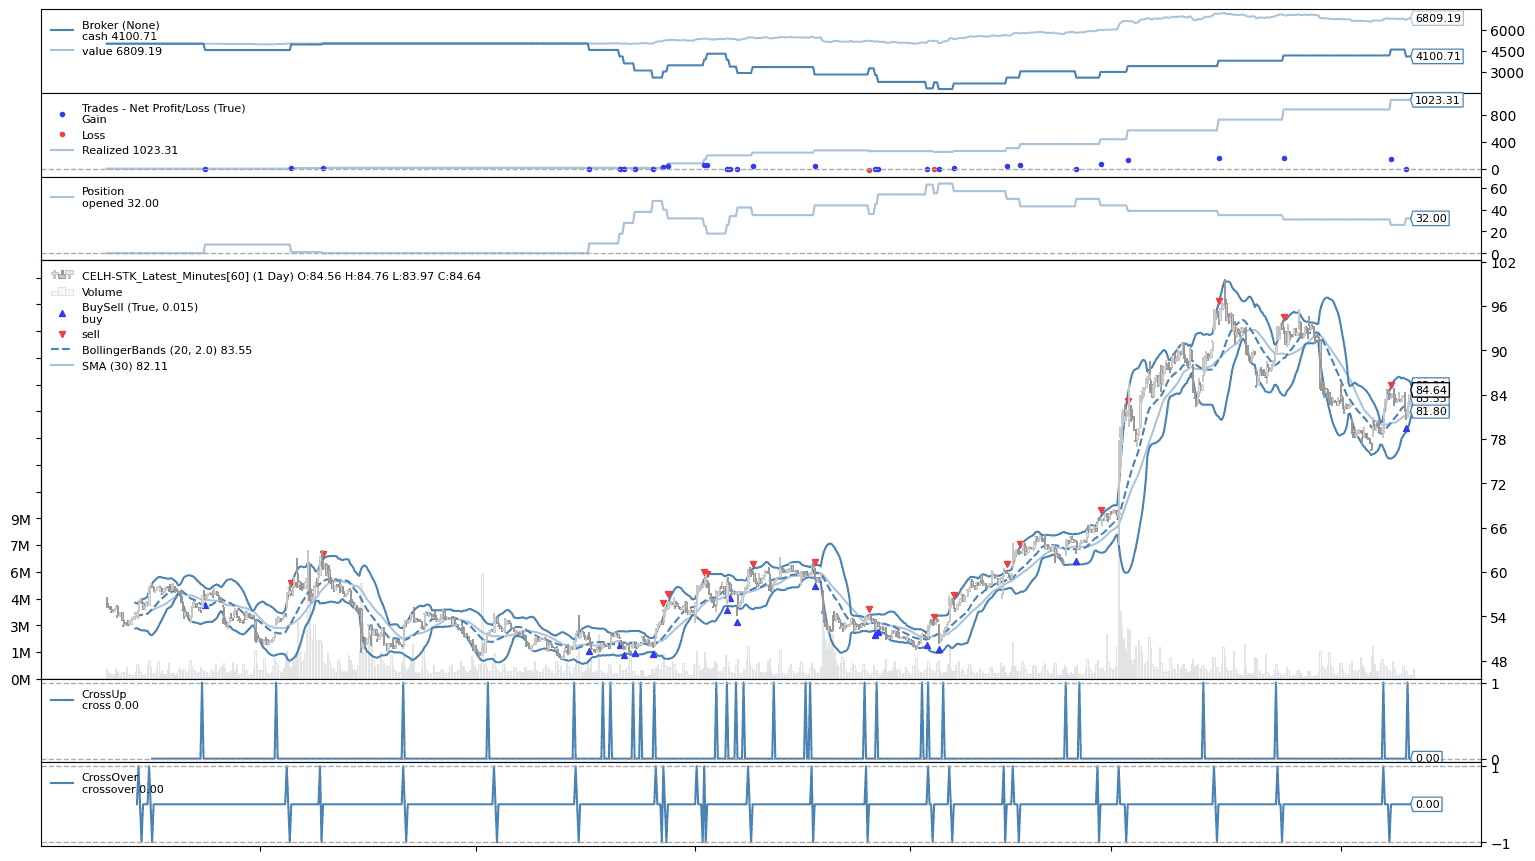 Broker (None)
cash 4100.71
value 6809.19
6809.19
6000
4500
4100.71
3000
Trades - Net Profit/Loss (True)
Gain
Loss
Realized 1023.31
1023.31
800
400
0
Position
opened 32.00
60
40
32.00
20
0
CELH-STK_Latest_Minutes[60] (1 Day) O:84.56 H:84.76 L:83.97 C:84.64
Volume
BuySell (True, 0.015)
buy
sell
BollingerBands (20, 2.0) 83.55
SMA (30) 82.11
102
96
90
84.64
84
81.80
78
72
66
60
54
48
9M
7M
6M
4M
3M
1M
0M
CrossUp
cross 0.00
1
0.00
0
CrossOver
crossover 0.00
1
0.00
−1